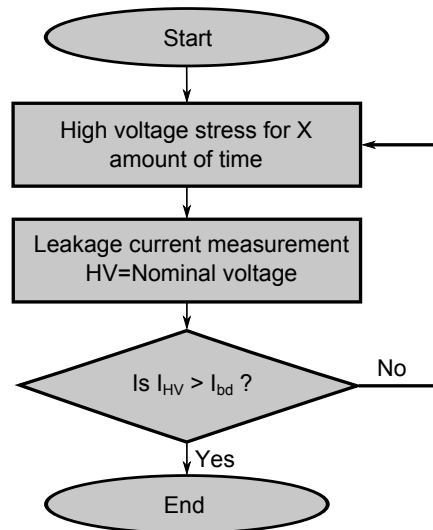 Start
High voltage stress for X
amount of time
Leakage current measurement
HV=Nominal voltage
Is I_HV > I_bd ?
No
Yes
End